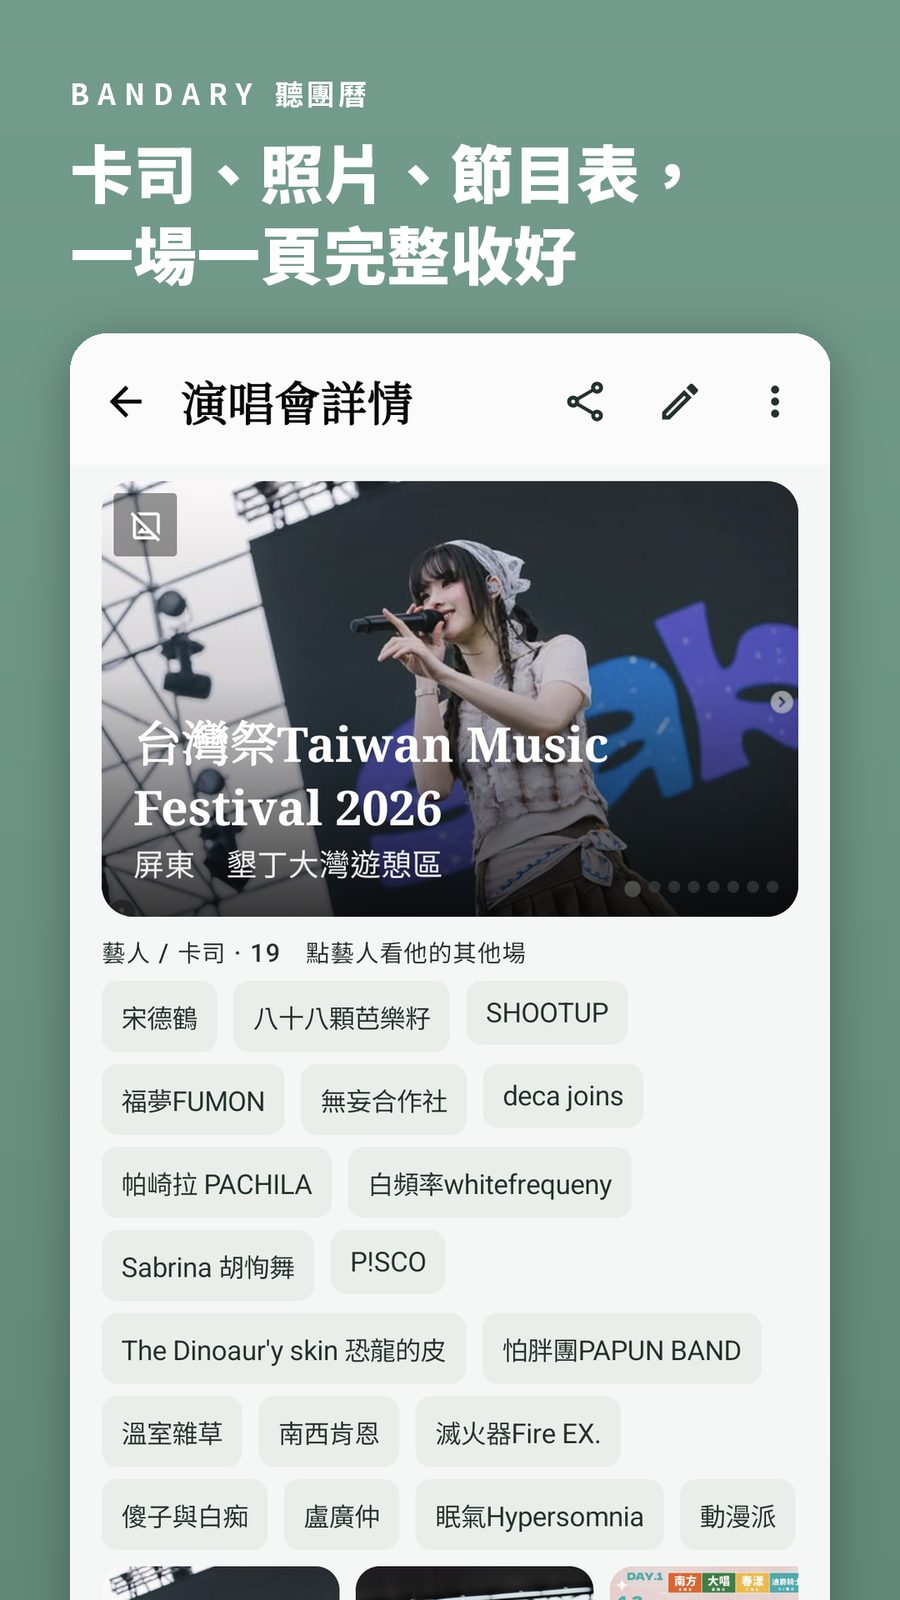 BANDARY 聽團曆
卡司、照片、節目表，
一場一頁完整收好
演唱會詳情
台灣祭Taiwan Music
Festival 2026
屏東　墾丁大灣遊憩區
藝人 / 卡司 · 19　點藝人看他的其他場
宋德鶴
八十八顆芭樂籽
SHOOTUP
福夢FUMON
無妄合作社
deca joins
帕崎拉 PACHILA
白頻率whitefrequeny
Sabrina 胡恂舞
P!SCO
The Dinoaur'y skin 恐龍的皮
怕胖團PAPUN BAND
溫室雜草
南西肯恩
滅火器Fire EX.
傻子與白痴
盧廣仲
眠氣Hypersomnia
動漫派
DAY.1
南方
大唱
春漾